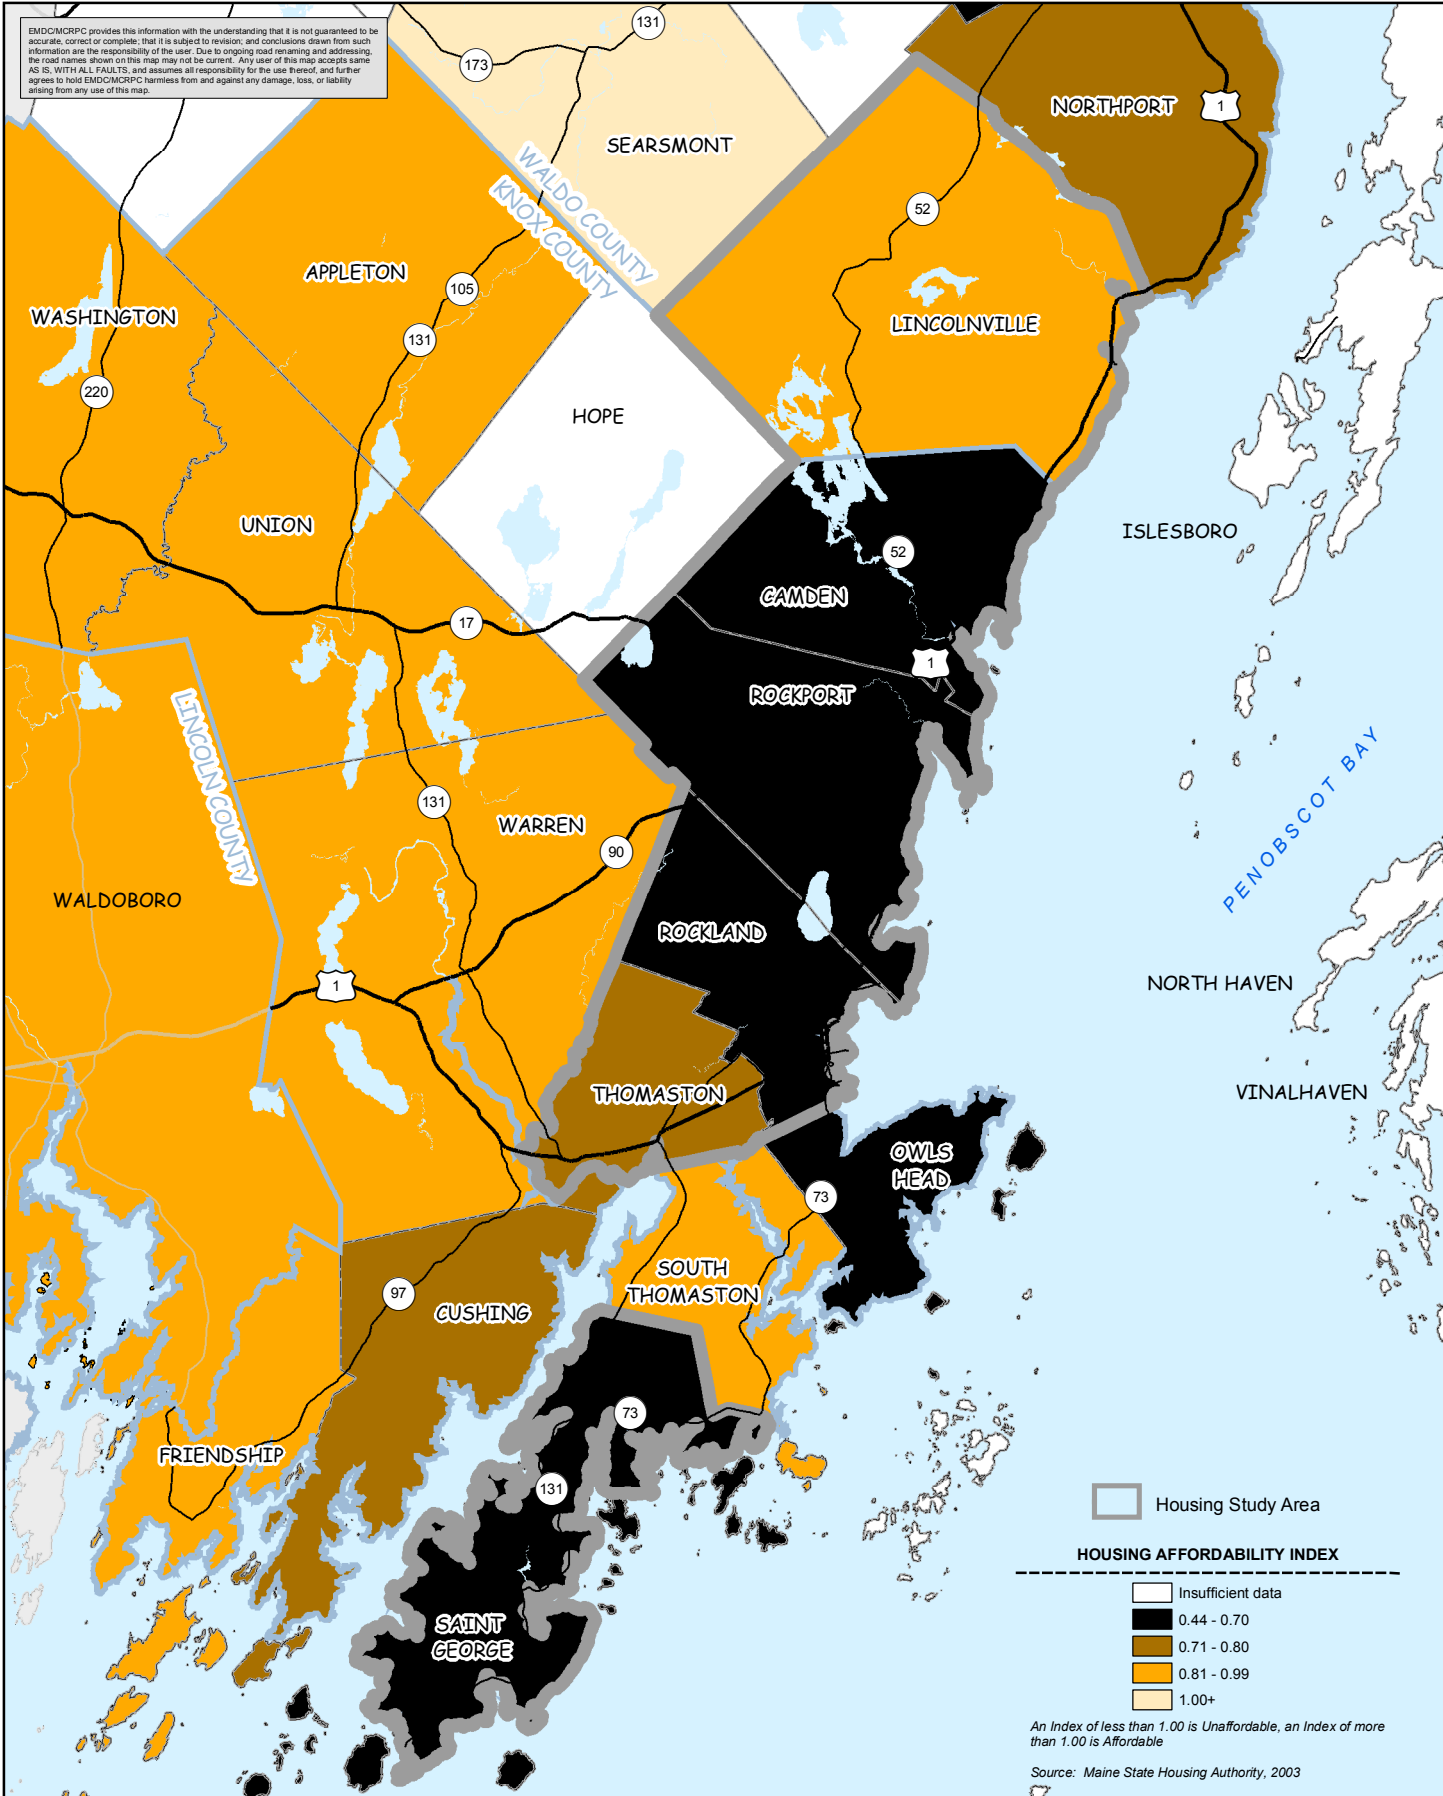 EMDC/MCRPC provides this information with the understanding that it is not guaranteed to be
accurate, correct or complete; that it is subject to revision; and conclusions drawn from such
information are the responsibility of the user. Due to ongoing road renaming and addressing,
the road names shown on this map may not be current. Any user of this map accepts same
AS IS, WITH ALL FAULTS, and assumes all responsibility for the use thereof, and further
agrees to hold EMDC/MCRPC harmless from and against any damage, loss, or liability
arising from any use of this map.
131
173
NORTHPORT
1
SEARSMONT
WALDO COUNTY
KNOX COUNTY
52
APPLETON
105
WASHINGTON
LINCOLNVILLE
131
220
HOPE
UNION
ISLESBORO
52
CAMDEN
17
1
ROCKPORT
LINCOLN COUNTY
PENOBSCOT BAY
131
WARREN
90
WALDOBORO
ROCKLAND
1
NORTH HAVEN
THOMASTON
VINALHAVEN
OWLS
HEAD
73
SOUTH
THOMASTON
97
CUSHING
73
FRIENDSHIP
131
SAINT
GEORGE
Housing Study Area
HOUSING AFFORDABILITY INDEX
Insufficient data
0.44 - 0.70
0.71 - 0.80
0.81 - 0.99
1.00+
An Index of less than 1.00 is Unaffordable, an Index of more
than 1.00 is Affordable
Source: Maine State Housing Authority, 2003